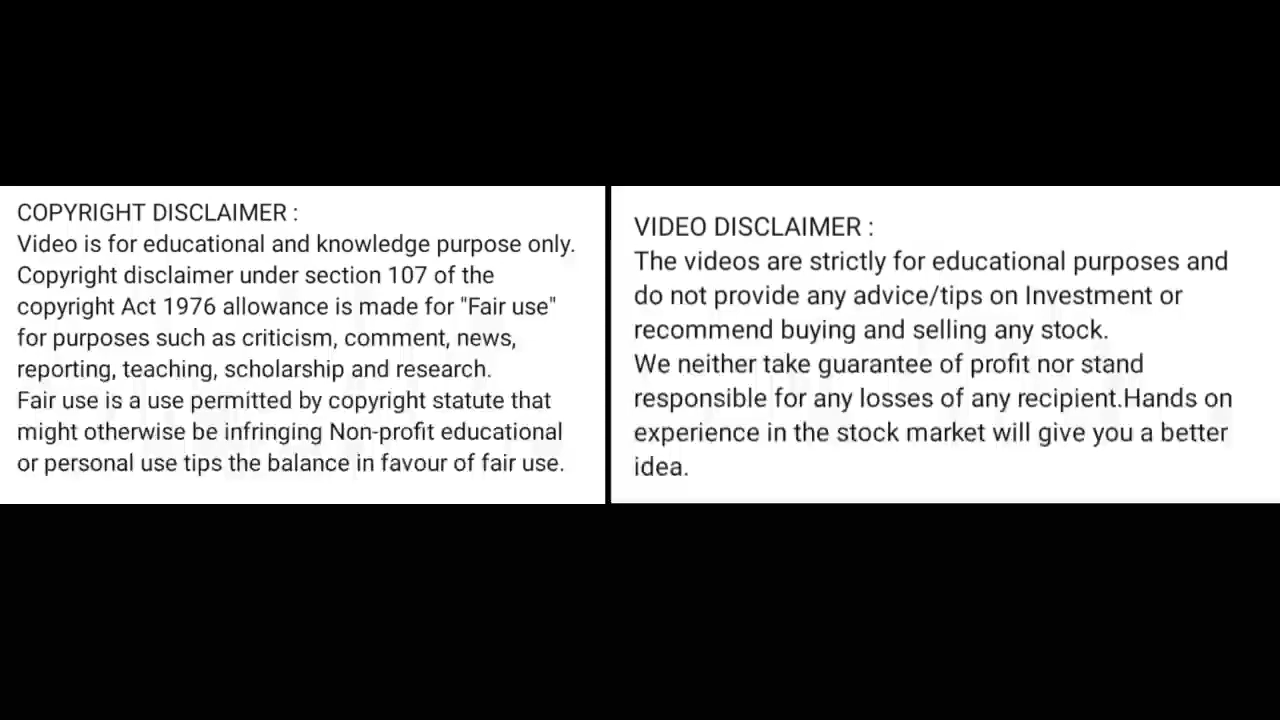 COPYRIGHT DISCLAIMER :
Video is for educational and knowledge purpose only.
Copyright disclaimer under section 107 of the
copyright Act 1976 allowance is made for "Fair use"
for purposes such as criticism, comment, news,
reporting, teaching, scholarship and research.
Fair use is a use permitted by copyright statute that
might otherwise be infringing Non-profit educational
or personal use tips the balance in favour of fair use.
VIDEO DISCLAIMER :
The videos are strictly for educational purposes and
do not provide any advice/tips on Investment or
recommend buying and selling any stock.
We neither take guarantee of profit nor stand
responsible for any losses of any recipient.Hands on
experience in the stock market will give you a better
idea.